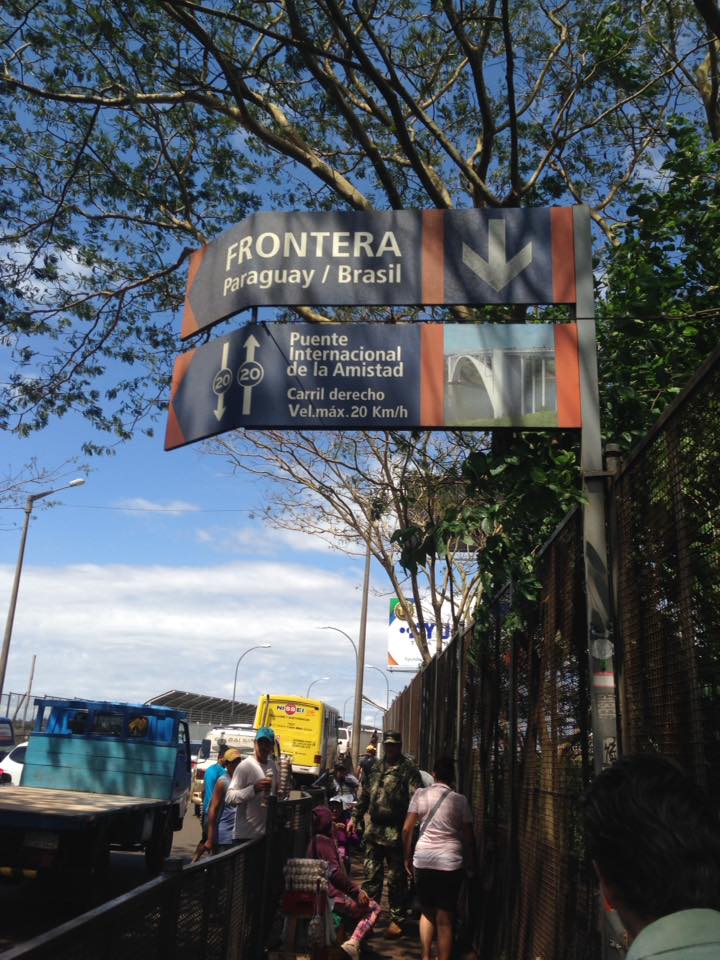 FRONTERA
Paraguay / Brasil
Puente
Internacional
de la Amistad
20
20
Carril derecho
Vel.máx. 20 Km/h
NISSEI